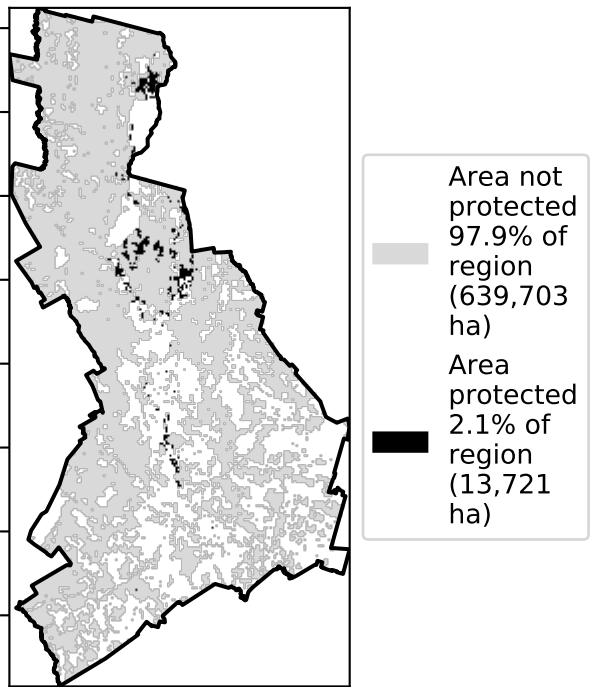 Area not
protected
97.9% of
region
(639,703
ha)
Area
protected
2.1% of
region
(13,721
ha)